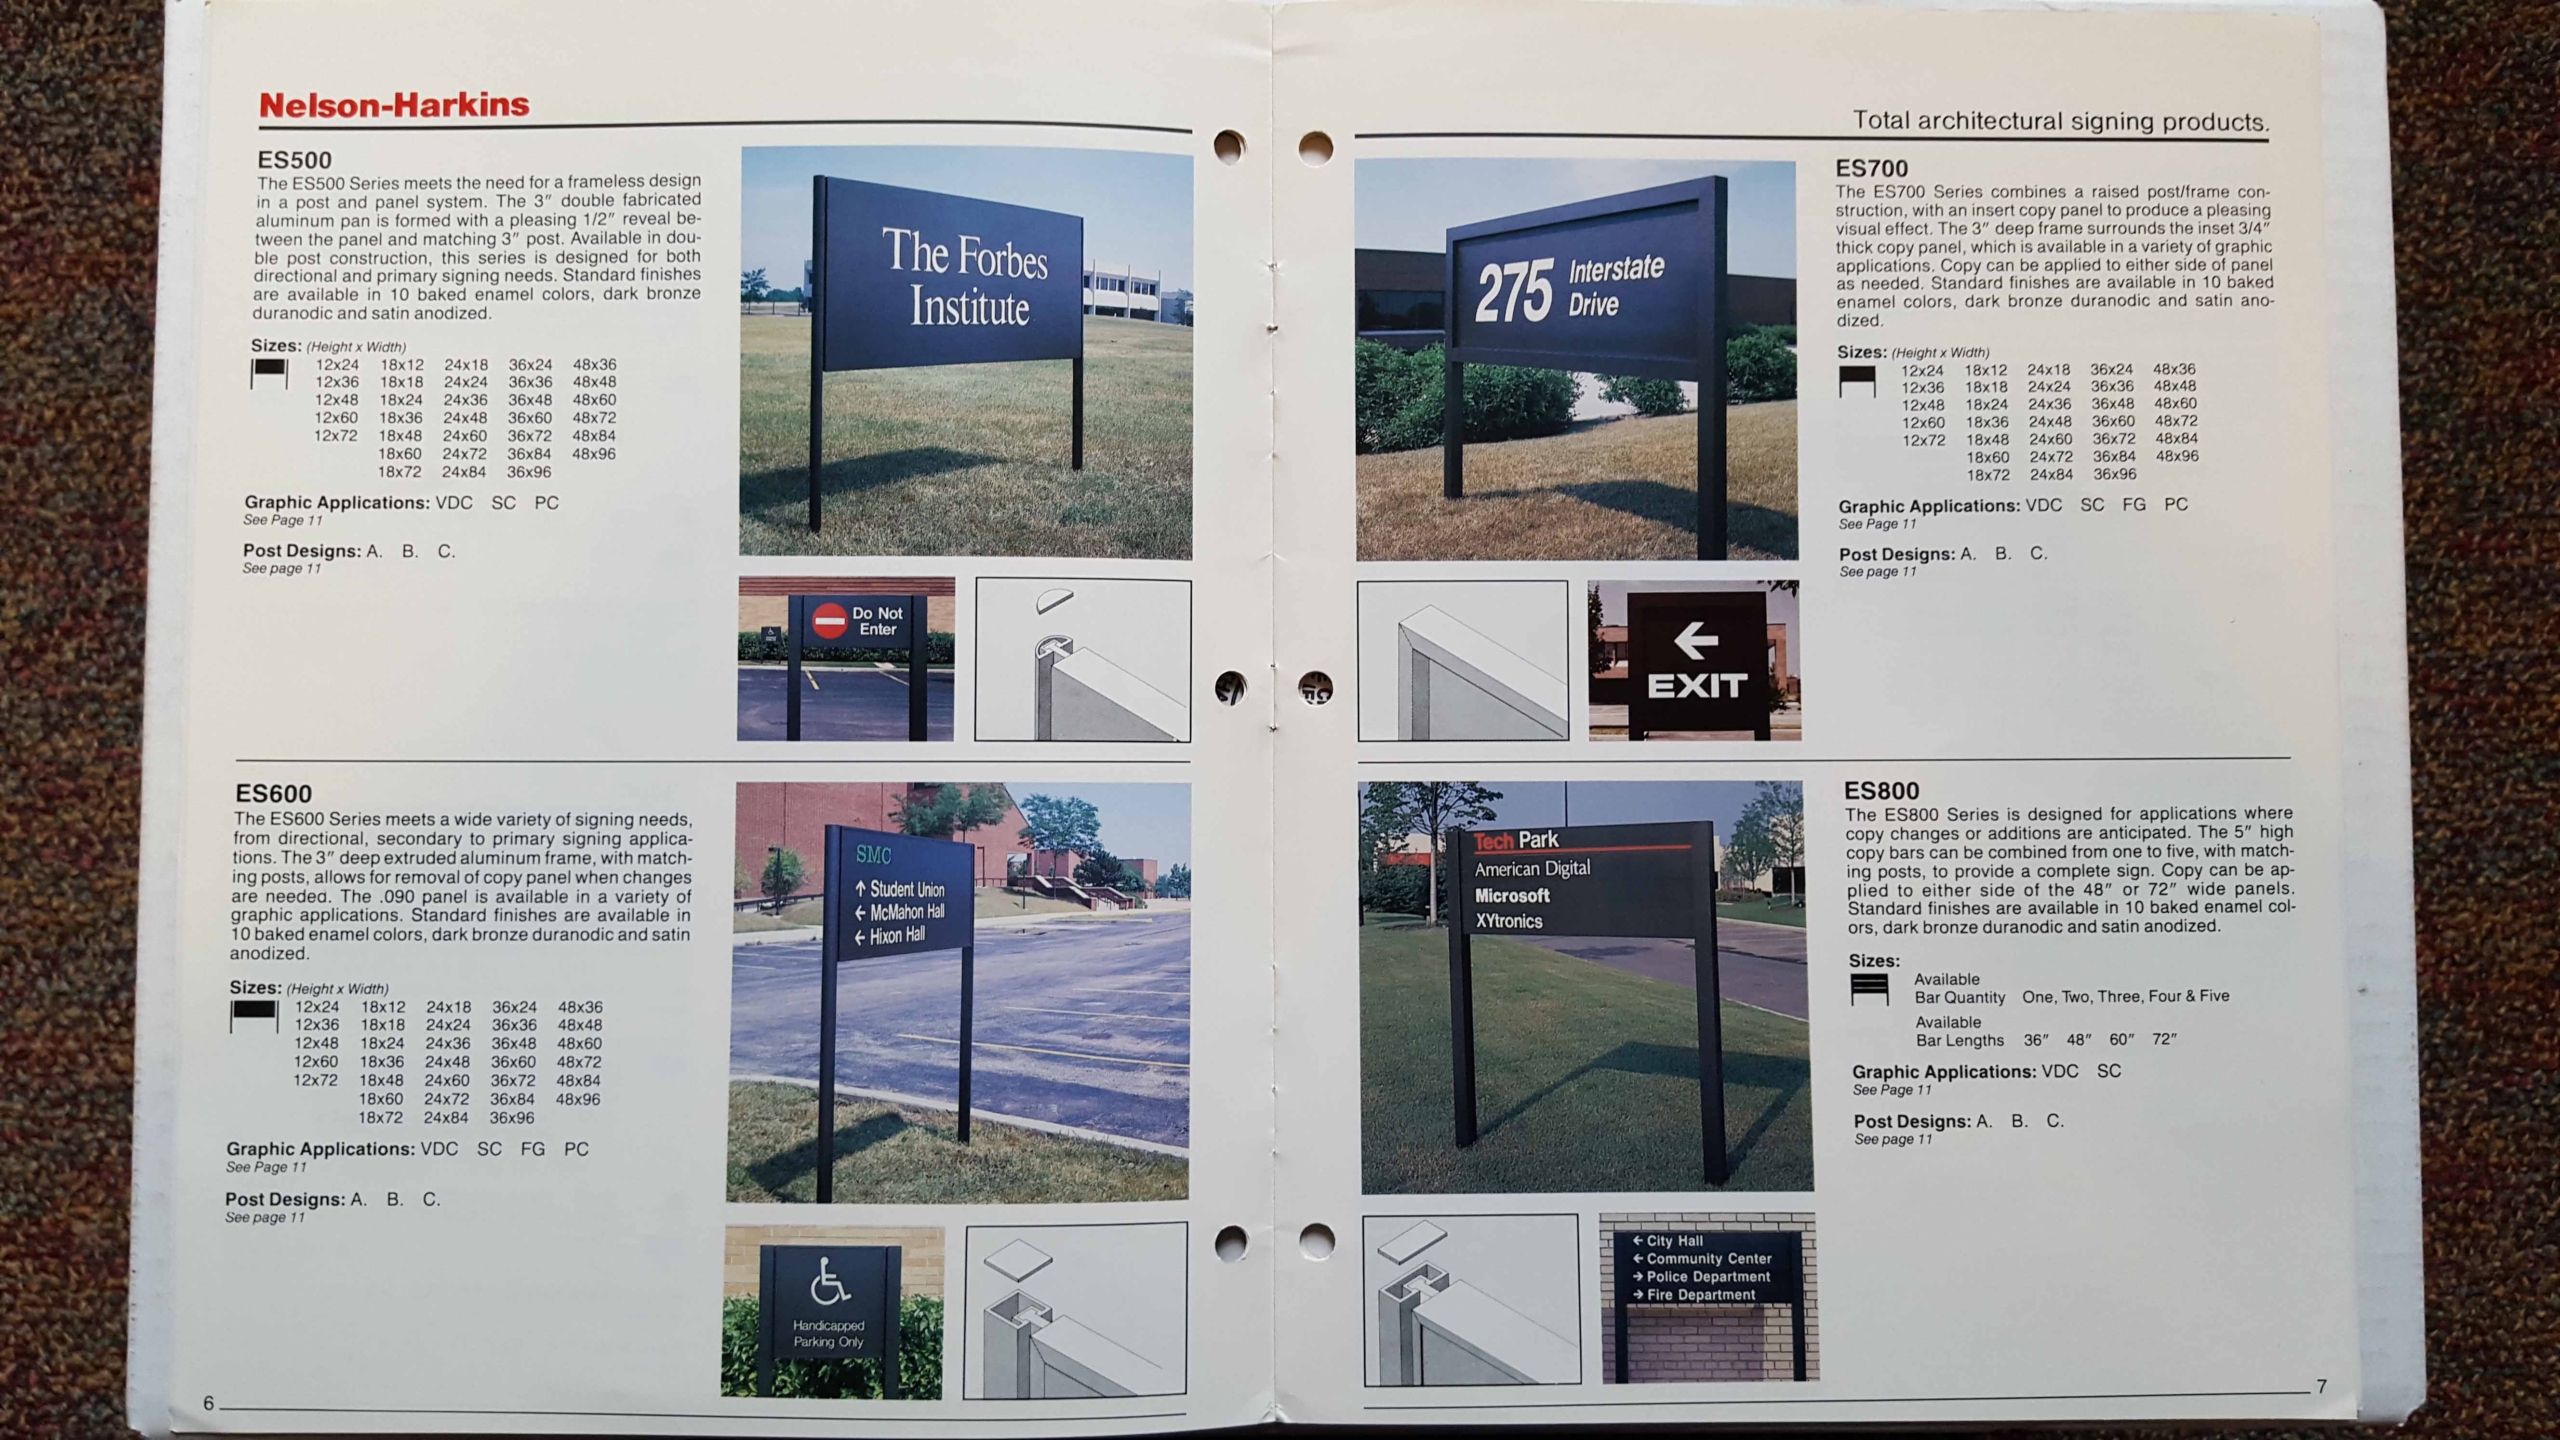 Nelson-Harkins
ES500
The ES500 Series meets the need for a frameless design
in a post and panel system. The 3″ double fabricated
aluminum pan is formed with a pleasing 1/2″ reveal be-
tween the panel and matching 3″ post. Available in dou-
ble post construction, this series is designed for both
directional and primary signing needs. Standard finishes
are available in 10 baked enamel colors, dark bronze
duranodic and satin anodized.
Sizes: (Height x Width)
12x24 18x12 24x18 36x24 48x36
12x36 18x18 24x24 36x36 48x48
12x48 18x24 24x36 36x48 48x60
12x60 18x36 24x48 36x60 48x72
12x72 18x48 24x60 36x72 48x84
18x60 24x72 36x84 48x96
18x72 24x84 36x96
Graphic Applications: VDC SC PC
See Page 11
Post Designs: A. B. C.
See page 11
The Forbes
Institute
Do Not
Enter
ES600
The ES600 Series meets a wide variety of signing needs,
from directional, secondary to primary signing applica-
tions. The 3″ deep extruded aluminum frame, with match-
ing posts, allows for removal of copy panel when changes
are needed. The .090 panel is available in a variety of
graphic applications. Standard finishes are available in
10 baked enamel colors, dark bronze duranodic and satin
anodized.
Sizes: (Height x Width)
12x24 18x12 24x18 36x24 48x36
12x36 18x18 24x24 36x36 48x48
12x48 18x24 24x36 36x48 48x60
12x60 18x36 24x48 36x60 48x72
12x72 18x48 24x60 36x72 48x84
18x60 24x72 36x84 48x96
18x72 24x84 36x96
Graphic Applications: VDC SC FG PC
See Page 11
Post Designs: A. B. C.
See page 11
SMC
↑ Student Union
← McMahon Hall
← Hixon Hall
Handicapped
Parking Only
6
Total architectural signing products.
275 Interstate
Drive
← 
EXIT
ES700
The ES700 Series combines a raised post/frame con-
struction, with an insert copy panel to produce a pleasing
visual effect. The 3″ deep frame surrounds the inset 3/4″
thick copy panel, which is available in a variety of graphic
applications. Copy can be applied to either side of panel
as needed. Standard finishes are available in 10 baked
enamel colors, dark bronze duranodic and satin ano-
dized.
Sizes: (Height x Width)
12x24 18x12 24x18 36x24 48x36
12x36 18x18 24x24 36x36 48x48
12x48 18x24 24x36 36x48 48x60
12x60 18x36 24x48 36x60 48x72
12x72 18x48 24x60 36x72 48x84
18x60 24x72 36x84 48x96
18x72 24x84 36x96
Graphic Applications: VDC SC FG PC
See Page 11
Post Designs: A. B. C.
See page 11
Tech Park
American Digital
Microsoft
XYtronics
← City Hall
← Community Center
→ Police Department
→ Fire Department
ES800
The ES800 Series is designed for applications where
copy changes or additions are anticipated. The 5″ high
copy bars can be combined from one to five, with match-
ing posts, to provide a complete sign. Copy can be ap-
plied to either side of the 48″ or 72″ wide panels.
Standard finishes are available in 10 baked enamel col-
ors, dark bronze duranodic and satin anodized.
Sizes:
Available
Bar Quantity One, Two, Three, Four & Five
Available
Bar Lengths 36″ 48″ 60″ 72″
Graphic Applications: VDC SC
See Page 11
Post Designs: A. B. C.
See page 11
7